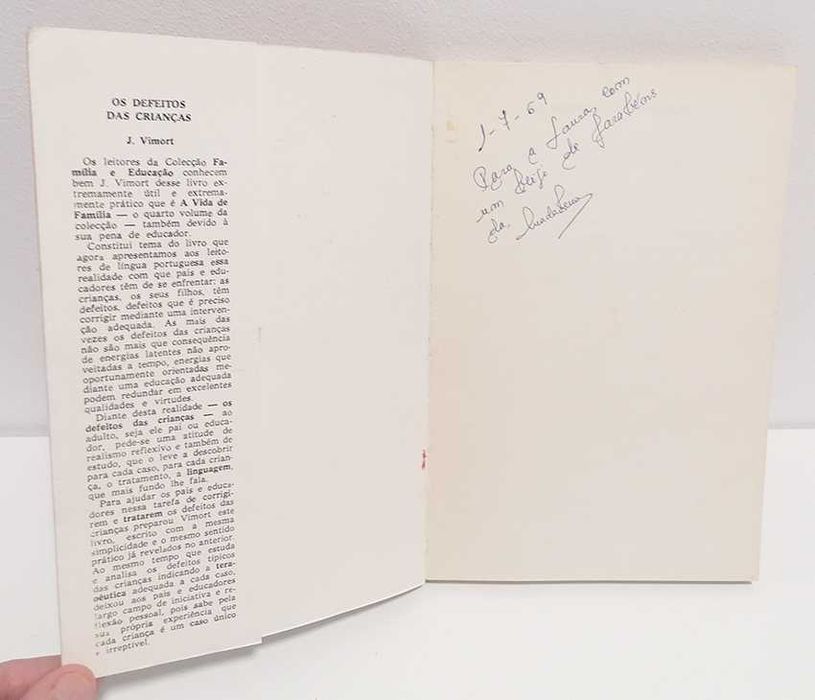 OS DEFEITOS
DAS CRIANÇAS
J. Vimort
Os leitores da Colecção Fa-
mília e Educação conhecem
bem J. Vimort desse livro ex-
tremamente útil e extrema-
mente prático que é A Vida de
Família — o quarto volume da
colecção — também devido à
sua pena de educador.
Constitui tema do livro que
agora apresentamos aos leito-
res de língua portuguesa essa
realidade com que pais e edu-
cadores têm de se enfrentar: as
crianças, os seus filhos, têm
defeitos, defeitos que é preciso
corrigir mediante uma interven-
ção adequada. As mais das
vezes os defeitos das crianças
não são mais que consequência
de energias latentes não apro-
veitadas a tempo, energias que
oportunamente orientadas me-
diante uma educação adequada
podem redundar em excelentes
qualidades e virtudes.
Diante desta realidade — os
defeitos das crianças — ao
adulto, seja ele pai ou educa-
dor, pede-se uma atitude de
realismo reflexivo e também de
estudo, que o leve a descobrir
para cada caso, para cada crian-
ça, o tratamento, a linguagem,
que mais fundo lhe fala.
Para ajudar os pais e educa-
dores nessa tarefa de corrigi-
rem e tratarem os defeitos das
crianças preparou Vimort este
livro, escrito com a mesma
simplicidade e o mesmo sentido
prático já revelados no anterior.
Ao mesmo tempo que estuda
e analisa os defeitos típicos
das crianças indicando a tera-
pêutica adequada a cada caso,
deixou aos pais e educadores
largo campo de iniciativa e re-
flexão pessoal, pois sabe pela
sua própria experiência que
cada criança é um caso único
e irreptível.
1-7-69
Para a Laura, com
um beijo de parabéns
da